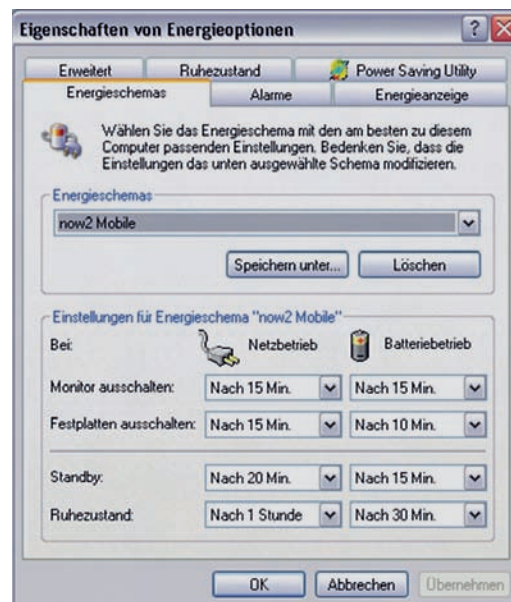 Eigenschaften von Energieoptionen
?
Erweitert Ruhezustand Power Saving Utility
Energieschemas Alarme Energieanzeige
Wählen Sie das Energieschema mit den am besten zu diesem
Computer passenden Einstellungen. Bedenken Sie, dass die
Einstellungen das unten ausgewählte Schema modifizieren.
Energieschemas
now2 Mobile
Speichern unter... Löschen
Einstellungen für Energieschema "now2 Mobile"
Bei: Netzbetrieb Batteriebetrieb
Monitor ausschalten: Nach 15 Min. Nach 15 Min.
Festplatten ausschalten: Nach 15 Min. Nach 10 Min.
Standby: Nach 20 Min. Nach 15 Min.
Ruhezustand: Nach 1 Stunde Nach 30 Min.
OK Abbrechen Übernehmen